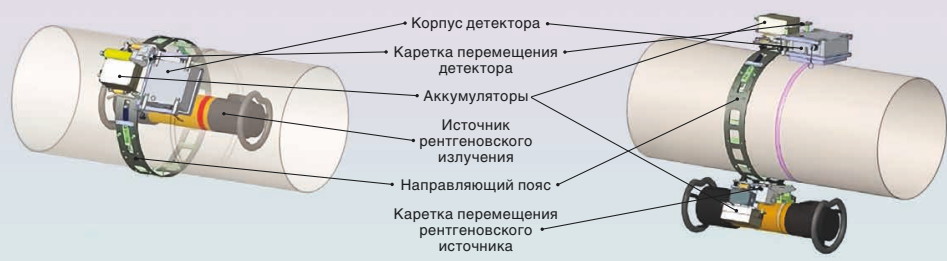 Корпус детектора
Каретка перемещения
детектора
Аккумуляторы
Источник
рентгеновского
излучения
Направляющий пояс
Каретка перемещения
рентгеновского
источника